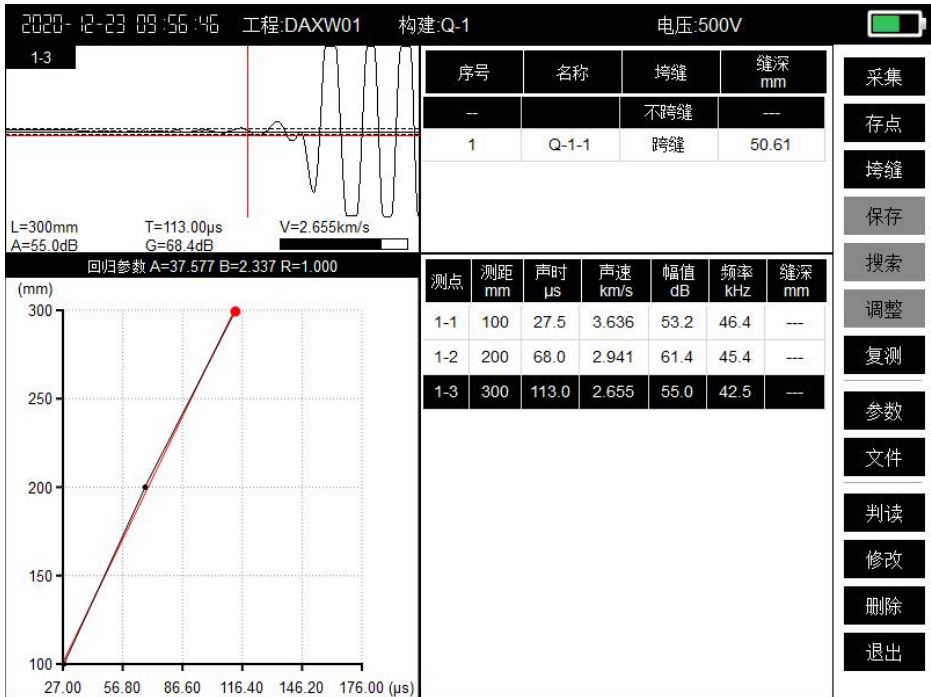 2020-12-23 09:56:46 工程:DAXW01 构建:Q-1 电压:500V
1-3
L=300mm T=113.00μs V=2.655km/s
A=55.0dB G=68.4dB
序号 名称 垮缝 缝深 mm
-- 不跨缝 ---
1 Q-1-1 跨缝 50.61
回归参数 A=37.577 B=2.337 R=1.000
(mm)
300
250
200
150
100
27.00 56.80 86.60 116.40 146.20 176.00 (μs)
测点 测距 mm 声时 μs 声速 km/s 幅值 dB 频率 kHz 缝深 mm
1-1 100 27.5 3.636 53.2 46.4 ---
1-2 200 68.0 2.941 61.4 45.4 ---
1-3 300 113.0 2.655 55.0 42.5 ---
采集
存点
垮缝
保存
搜索
调整
复测
参数
文件
判读
修改
删除
退出